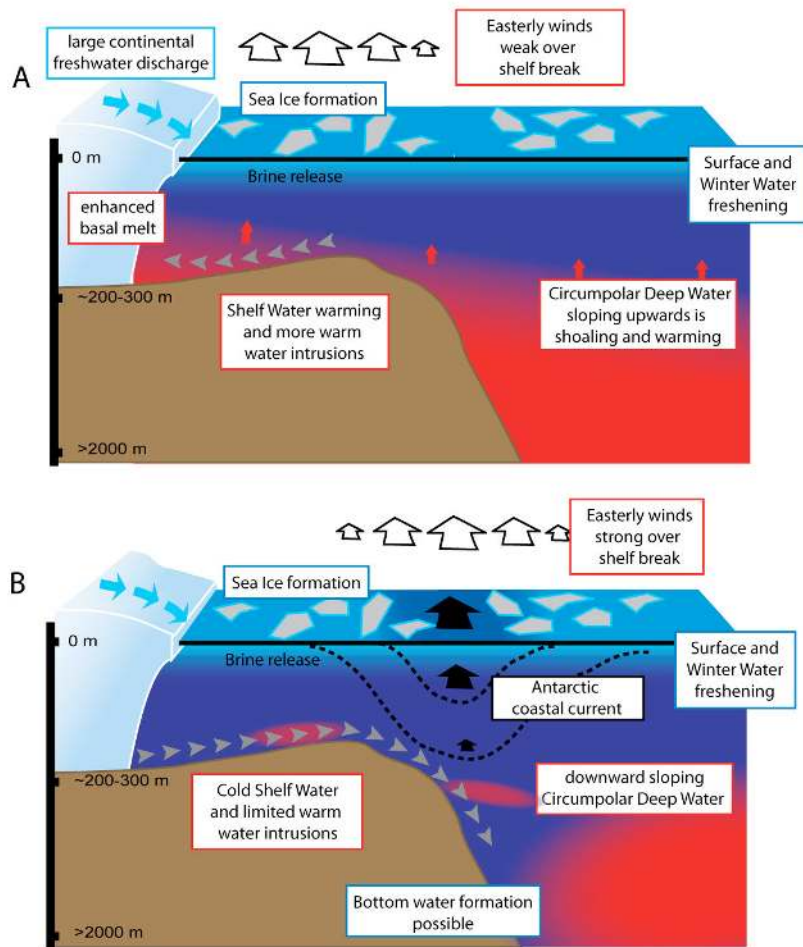 large continental
freshwater discharge
Easterly winds
weak over
shelf break
A
Sea Ice formation
0 m
Brine release
Surface and
Winter Water
freshening
enhanced
basal melt
~200-300 m
Shelf Water warming
and more warm
water intrusions
Circumpolar Deep Water
sloping upwards is
shoaling and warming
>2000 m
Easterly winds
strong over
shelf break
B
Sea Ice formation
0 m
Brine release
Surface and
Winter Water
freshening
Antarctic
coastal current
~200-300 m
Cold Shelf Water
and limited warm
water intrusions
downward sloping
Circumpolar Deep Water
Bottom water formation
possible
>2000 m